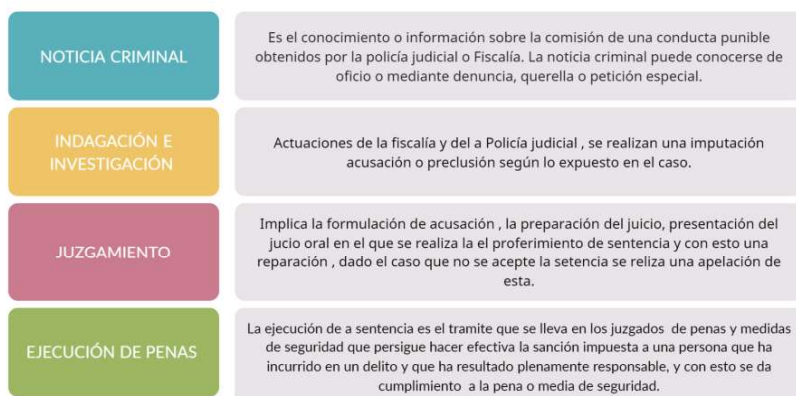 NOTICIA CRIMINAL
Es el conocimiento o información sobre la comisión de una conducta punible
obtenidos por la policía judicial o Fiscalía. La noticia criminal puede conocerse de
oficio o mediante denuncia, querella o petición especial.
INDAGACIÓN E
INVESTIGACIÓN
Actuaciones de la fiscalía y del a Policía judicial , se realizan una imputación
acusación o preclusión según lo expuesto en el caso.
JUZGAMIENTO
Implica la formulación de acusación , la preparación del juicio, presentación del
jucio oral en el que se realiza la el proferimiento de sentencia y con esto una
reparación , dado el caso que no se acepte la setencia se reliza una apelación de
esta.
EJECUCIÓN DE PENAS
La ejecución de a sentencia es el tramite que se lleva en los juzgados de penas y medidas
de seguridad que persigue hacer efectiva la sanción impuesta a una persona que ha
incurrido en un delito y que ha resultado plenamente responsable, y con esto se da
cumplimiento a la pena o media de seguridad.